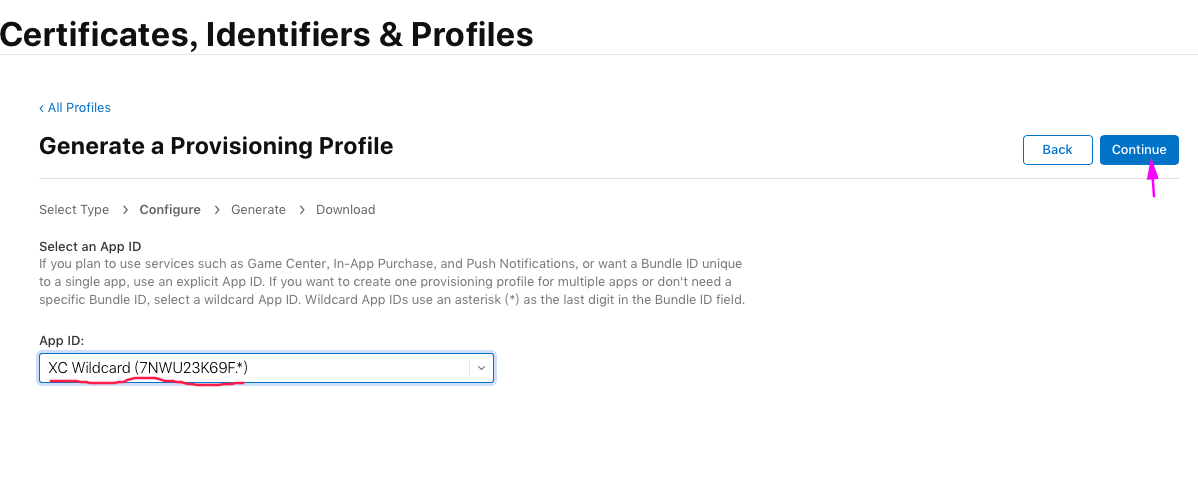 Certificates, Identifiers & Profiles
‹ All Profiles
Generate a Provisioning Profile
Back
Continue
Select Type > Configure > Generate > Download
Select an App ID
If you plan to use services such as Game Center, In-App Purchase, and Push Notifications, or want a Bundle ID unique
to a single app, use an explicit App ID. If you want to create one provisioning profile for multiple apps or don't need a
specific Bundle ID, select a wildcard App ID. Wildcard App IDs use an asterisk (*) as the last digit in the Bundle ID field.
App ID:
XC Wildcard (7NWU23K69F.*)